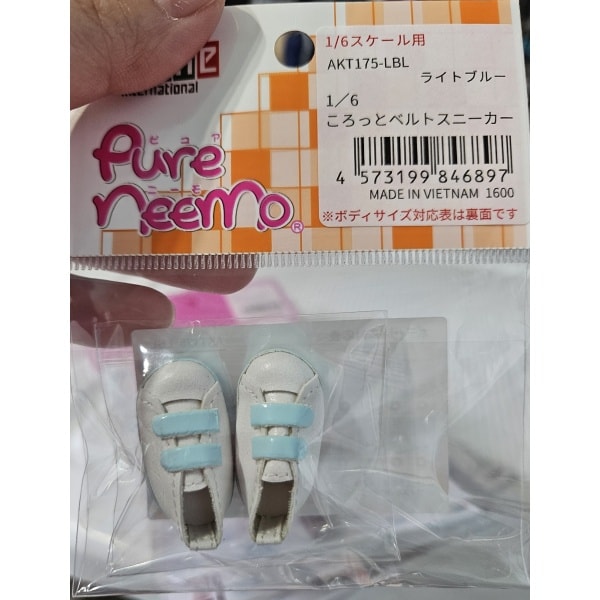 international
ピュア
Pure
ニーモ
neemo®
1/6スケール用
AKT175-LBL
ライトブルー
1/6
ころっとベルトスニーカー
4 573199 846897
MADE IN VIETNAM 1600
※ボディサイズ対応表は裏面です